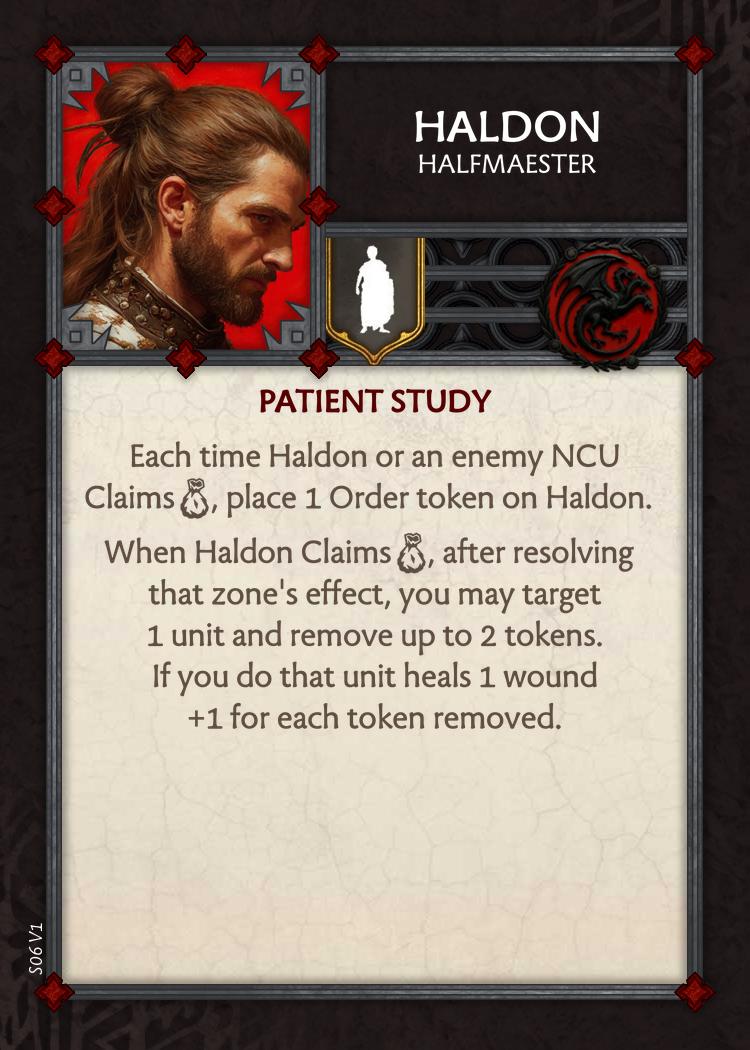 HALDON
HALFMAESTER
PATIENT STUDY
Each time Haldon or an enemy NCU
Claims , place 1 Order token on Haldon.
When Haldon Claims , after resolving
that zone's effect, you may target
1 unit and remove up to 2 tokens.
If you do that unit heals 1 wound
+1 for each token removed.
S06 V1